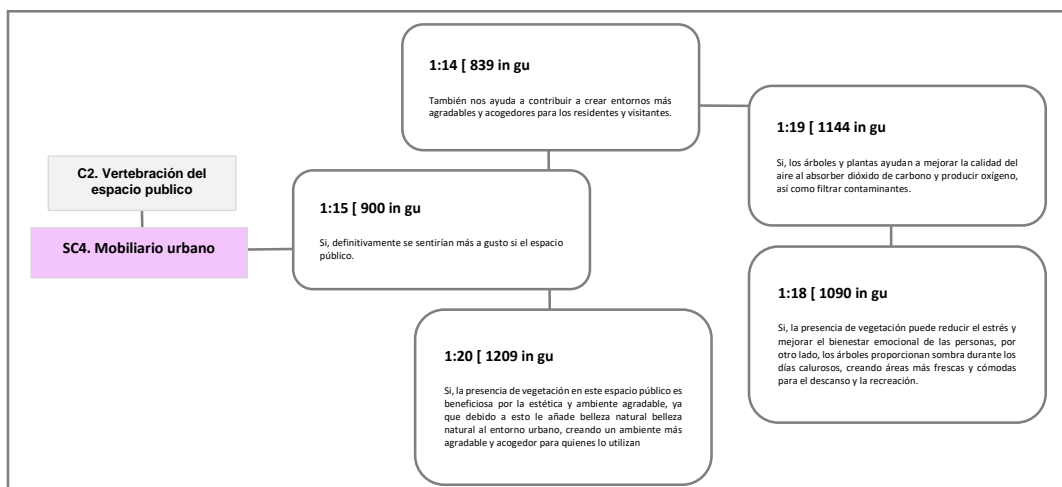 1:14 [ 839 in gu
También nos ayuda a contribuir a crear entornos más
agradables y acogedores para los residentes y visitantes.
1:19 [ 1144 in gu
Si, los árboles y plantas ayudan a mejorar la calidad del
aire al absorber dióxido de carbono y producir oxígeno,
así como filtrar contaminantes.
C2. Vertebración del
espacio publico
SC4. Mobiliario urbano
1:15 [ 900 in gu
Si, definitivamente se sentirían más a gusto si el espacio
público.
1:18 [ 1090 in gu
Si, la presencia de vegetación puede reducir el estrés y
mejorar el bienestar emocional de las personas, por
otro lado, los árboles proporcionan sombra durante los
días calurosos, creando áreas más frescas y cómodas
para el descanso y la recreación.
1:20 [ 1209 in gu
Si, la presencia de vegetación en este espacio público es
beneficiosa por la estética y ambiente agradable, ya
que debido a esto le añade belleza natural belleza
natural al entorno urbano, creando un ambiente más
agradable y acogedor para quienes lo utilizan